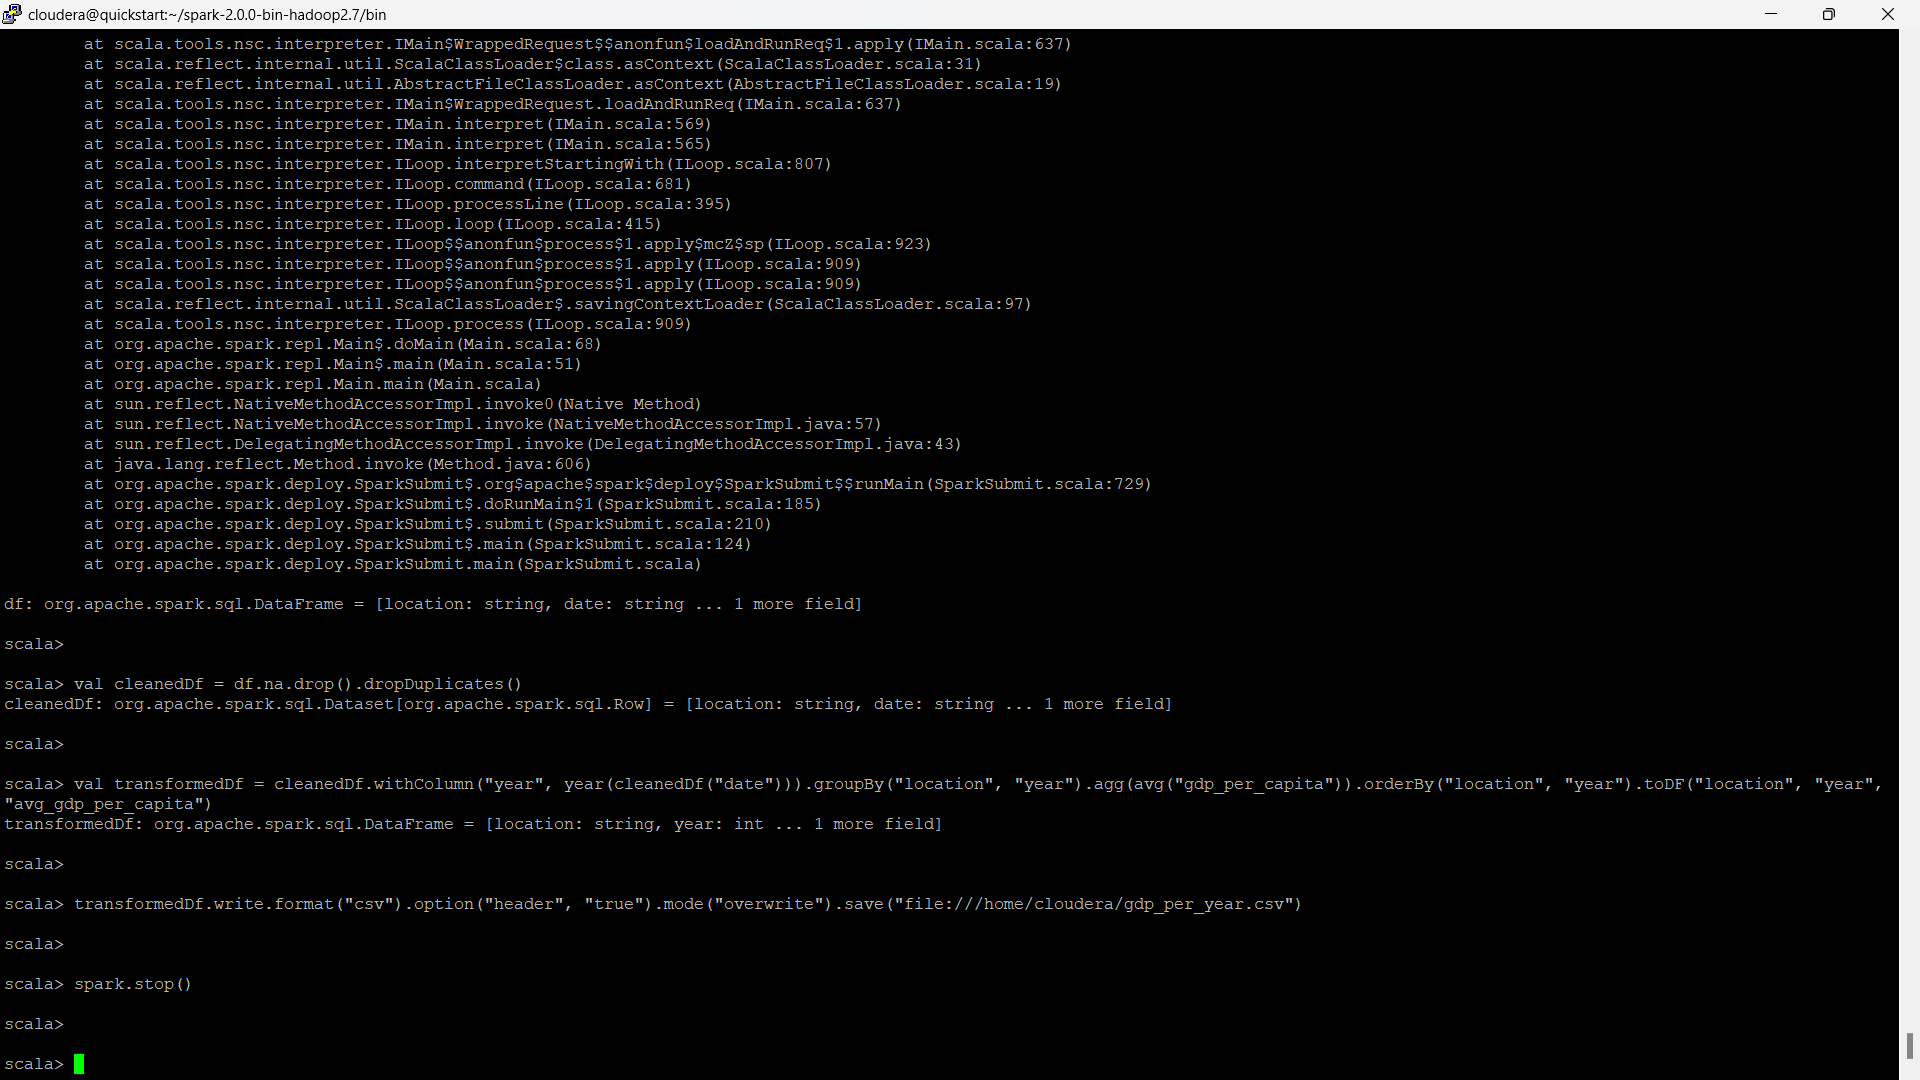 cloudera@quickstart:~/spark-2.0.0-bin-hadoop2.7/bin
at scala.tools.nsc.interpreter.IMain$WrappedRequest$$anonfun$loadAndRunReq$1.apply(IMain.scala:637)
at scala.reflect.internal.util.ScalaClassLoader$class.asContext(ScalaClassLoader.scala:31)
at scala.reflect.internal.util.AbstractFileClassLoader.asContext(AbstractFileClassLoader.scala:19)
at scala.tools.nsc.interpreter.IMain$WrappedRequest.loadAndRunReq(IMain.scala:637)
at scala.tools.nsc.interpreter.IMain.interpret(IMain.scala:569)
at scala.tools.nsc.interpreter.IMain.interpret(IMain.scala:565)
at scala.tools.nsc.interpreter.ILoop.interpretStartingWith(ILoop.scala:807)
at scala.tools.nsc.interpreter.ILoop.command(ILoop.scala:681)
at scala.tools.nsc.interpreter.ILoop.processLine(ILoop.scala:395)
at scala.tools.nsc.interpreter.ILoop.loop(ILoop.scala:415)
at scala.tools.nsc.interpreter.ILoop$$anonfun$process$1.apply$mcZ$sp(ILoop.scala:923)
at scala.tools.nsc.interpreter.ILoop$$anonfun$process$1.apply(ILoop.scala:909)
at scala.tools.nsc.interpreter.ILoop$$anonfun$process$1.apply(ILoop.scala:909)
at scala.reflect.internal.util.ScalaClassLoader$.savingContextLoader(ScalaClassLoader.scala:97)
at scala.tools.nsc.interpreter.ILoop.process(ILoop.scala:909)
at org.apache.spark.repl.Main$.doMain(Main.scala:68)
at org.apache.spark.repl.Main$.main(Main.scala:51)
at org.apache.spark.repl.Main.main(Main.scala)
at sun.reflect.NativeMethodAccessorImpl.invoke0(Native Method)
at sun.reflect.NativeMethodAccessorImpl.invoke(NativeMethodAccessorImpl.java:57)
at sun.reflect.DelegatingMethodAccessorImpl.invoke(DelegatingMethodAccessorImpl.java:43)
at java.lang.reflect.Method.invoke(Method.java:606)
at org.apache.spark.deploy.SparkSubmit$.org$apache$spark$deploy$SparkSubmit$$runMain(SparkSubmit.scala:729)
at org.apache.spark.deploy.SparkSubmit$.doRunMain$1(SparkSubmit.scala:185)
at org.apache.spark.deploy.SparkSubmit$.submit(SparkSubmit.scala:210)
at org.apache.spark.deploy.SparkSubmit$.main(SparkSubmit.scala:124)
at org.apache.spark.deploy.SparkSubmit.main(SparkSubmit.scala)
df: org.apache.spark.sql.DataFrame = [location: string, date: string ... 1 more field]
scala>
scala> val cleanedDf = df.na.drop().dropDuplicates()
cleanedDf: org.apache.spark.sql.Dataset[org.apache.spark.sql.Row] = [location: string, date: string ... 1 more field]
scala>
scala> val transformedDf = cleanedDf.withColumn("year", year(cleanedDf("date"))).groupBy("location", "year").agg(avg("gdp_per_capita")).orderBy("location", "year").toDF("location", "year",
"avg_gdp_per_capita")
transformedDf: org.apache.spark.sql.DataFrame = [location: string, year: int ... 1 more field]
scala>
scala> transformedDf.write.format("csv").option("header", "true").mode("overwrite").save("file:///home/cloudera/gdp_per_year.csv")
scala>
scala> spark.stop()
scala>
scala>